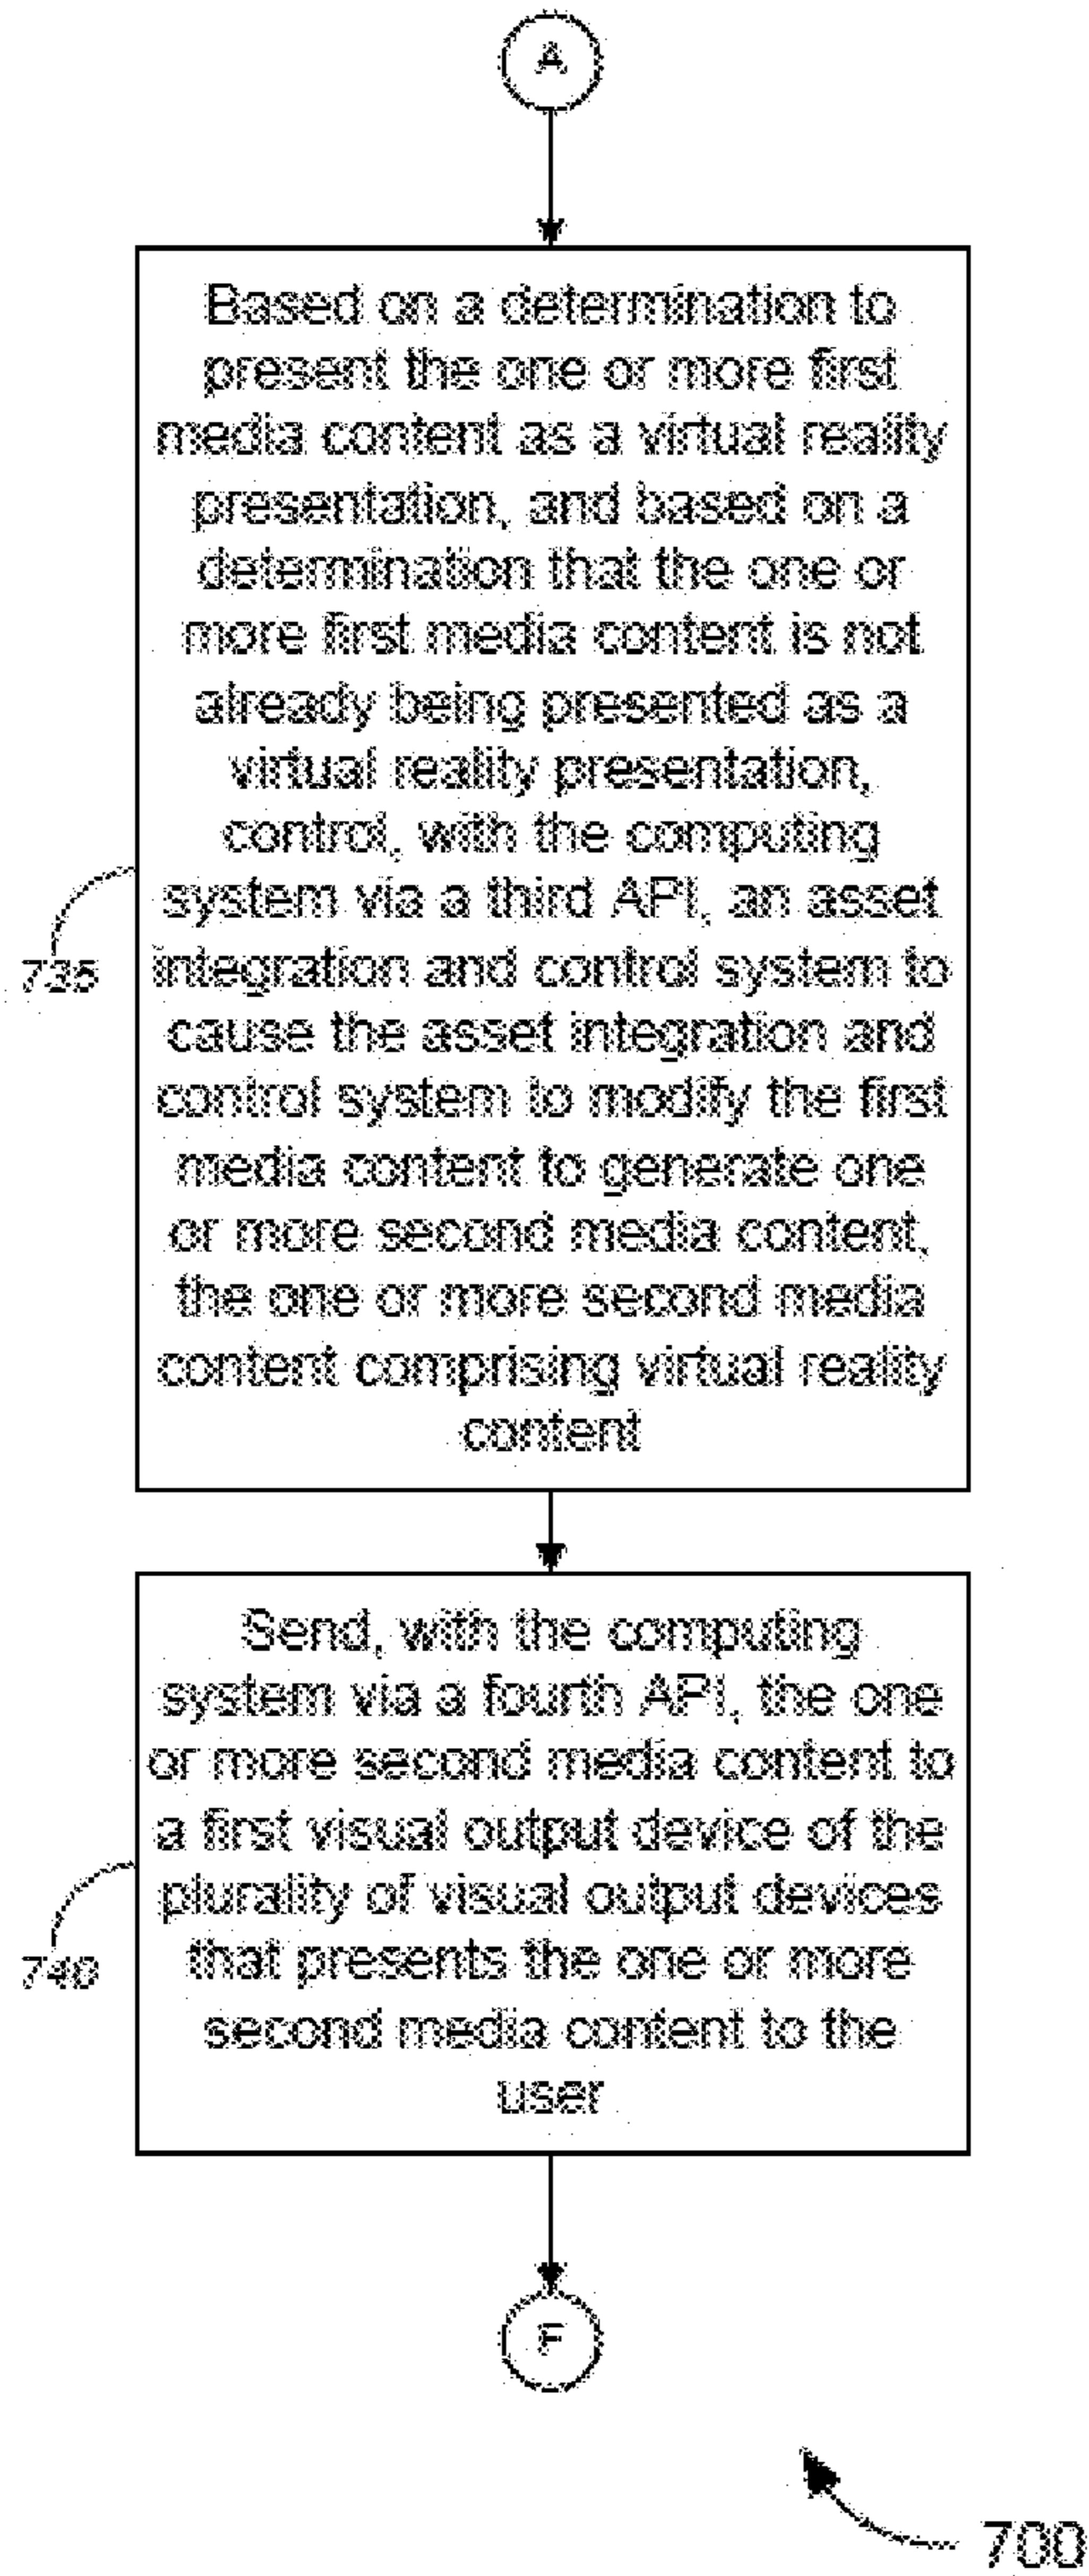 A
Based on a determination to
present the one or more first
media content as a virtual reality
presentation, and based on a
determination that the one or
more first media content is not
already being presented as a
virtual reality presentation,
control, with the computing
system via a third API, an asset
integration and control system to
cause the asset integration and
control system to modify the first
media content to generate one
or more second media content,
the one or more second media
content comprising virtual reality
content
735
Send, with the computing
system via a fourth API, the one
or more second media content to
a first visual output device of the
plurality of visual output devices
that presents the one or more
second media content to the
user
740
F
700